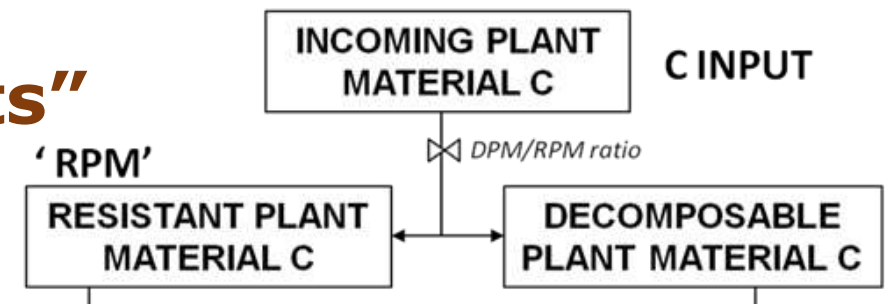 INCOMING PLANT
MATERIAL C
C INPUT
ts”
‘ RPM’
DPM/RPM ratio
RESISTANT PLANT
MATERIAL C
DECOMPOSABLE
PLANT MATERIAL C